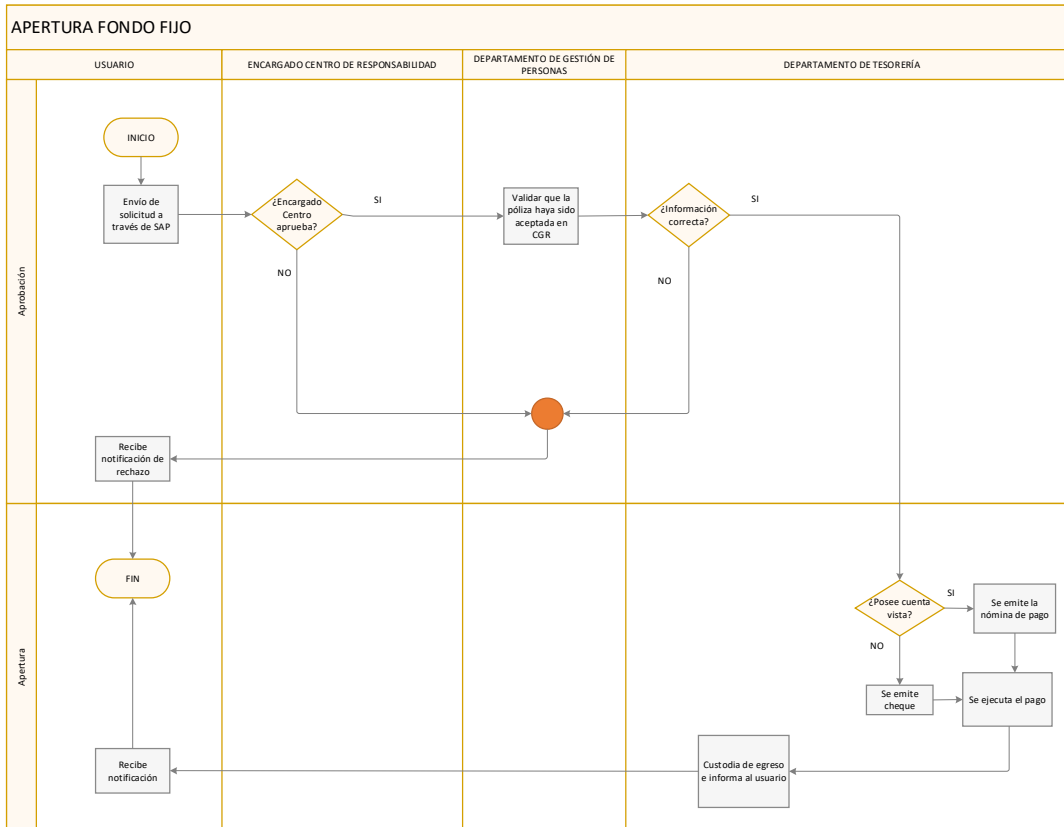 APERTURA FONDO FIJO
USUARIO
ENCARGADO CENTRO DE RESPONSABILIDAD
DEPARTAMENTO DE GESTIÓN DE
PERSONAS
DEPARTAMENTO DE TESORERÍA
Aprobación
INICIO
Envío de
solicitud a
través de SAP
¿Encargado
Centro
aprueba?
SI
NO
Validar que la
póliza haya sido
aceptada en
CGR
¿Información
correcta?
SI
NO
Recibe
notificación de
rechazo
Apertura
FIN
¿Posee cuenta
vista?
SI
NO
Se emite la
nómina de pago
Se emite
cheque
Se ejecuta el pago
Custodia de egreso
e informa al usuario
Recibe
notificación